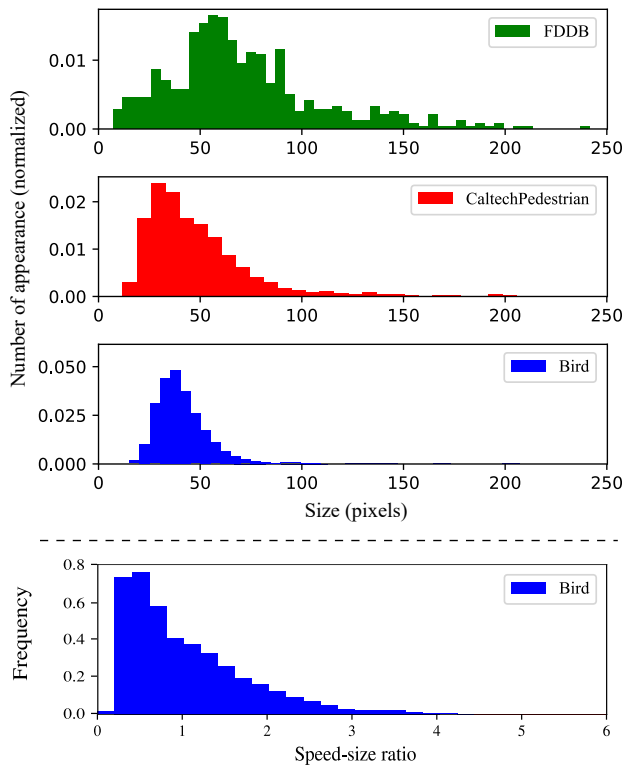 FDDB
0.01
0.00
0 50 100 150 200 250
CaltechPedestrian
0.02
0.01
0.00
0 50 100 150 200 250
Number of appearance (normalized)
Bird
0.050
0.025
0.000
0 50 100 150 200 250
Size (pixels)
Bird
0.8
0.6
0.4
0.2
0.0
Frequency
0 1 2 3 4 5 6
Speed-size ratio